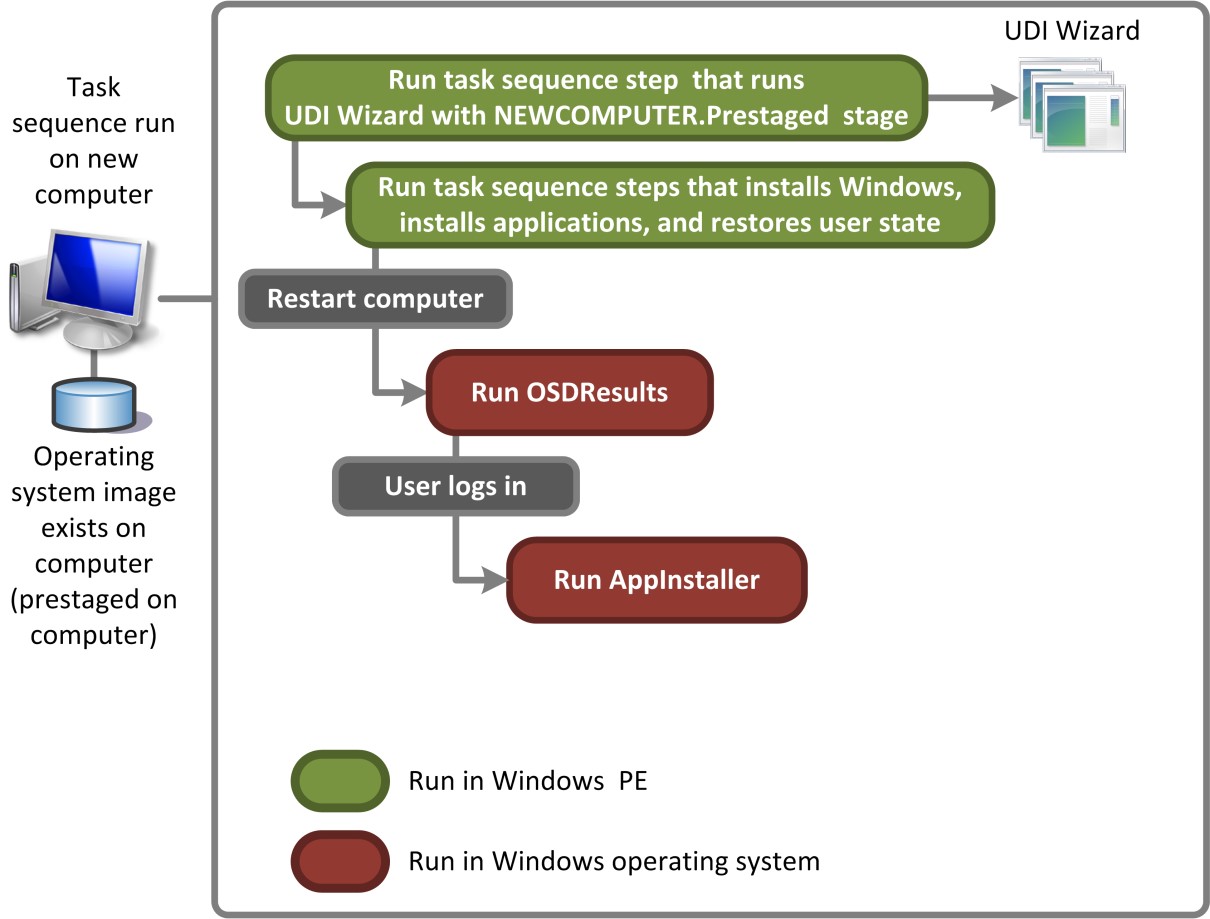 Task
sequence run
on new
computer
Operating
system image
exists on
computer
(prestaged on
computer)
UDI Wizard
Run task sequence step  that runs
UDI Wizard with NEWCOMPUTER.Prestaged  stage
Run task sequence steps that installs Windows,
installs applications, and restores user state
Restart computer
Run OSDResults
User logs in
Run AppInstaller
Run in Windows  PE
Run in Windows operating system